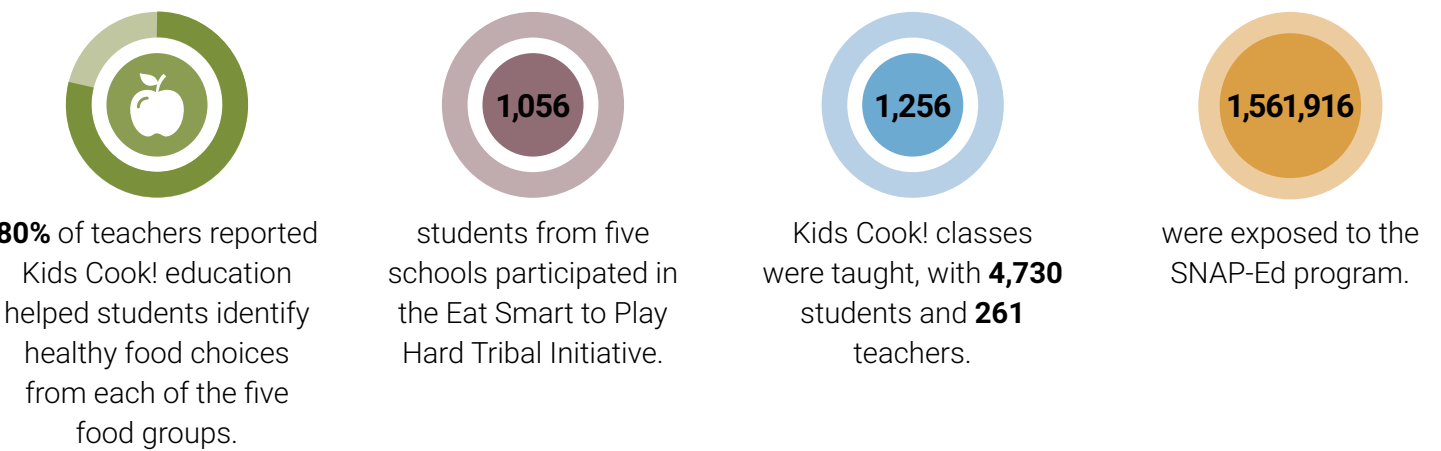 80% of teachers reported
Kids Cook! education
helped students identify
healthy food choices
from each of the five
food groups.
1,056
students from five
schools participated in
the Eat Smart to Play
Hard Tribal Initiative.
1,256
Kids Cook! classes
were taught, with 4,730
students and 261
teachers.
1,561,916
were exposed to the
SNAP-Ed program.